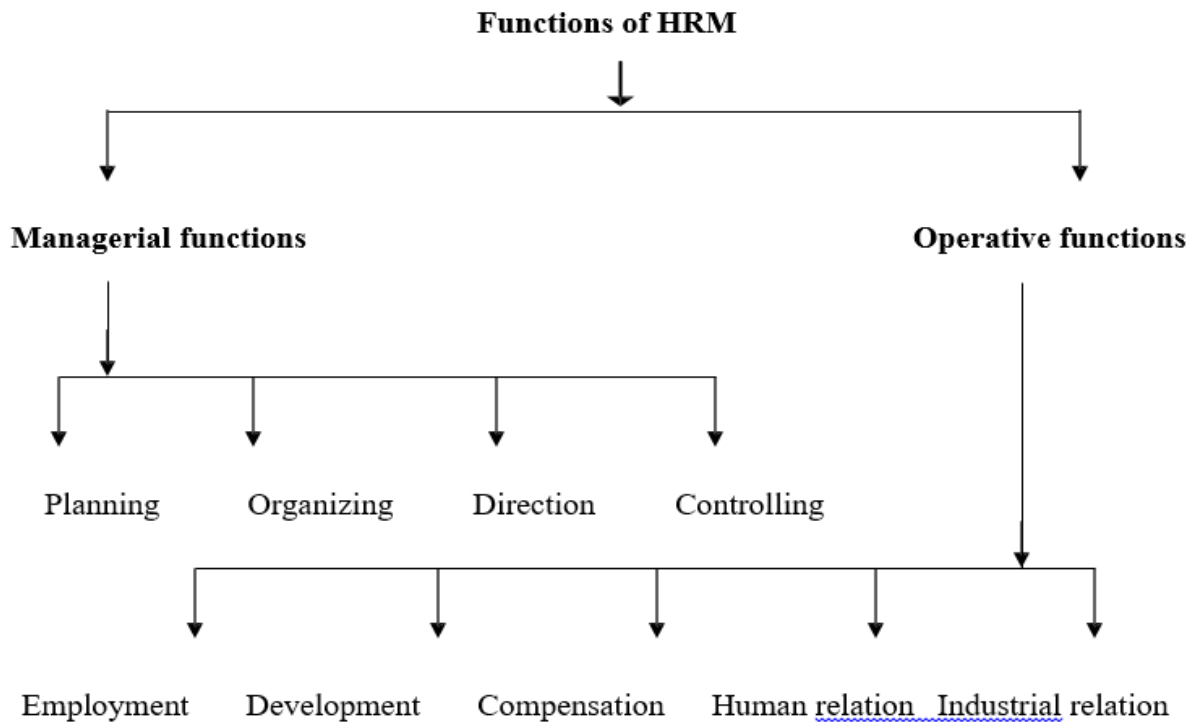 Functions of HRM
Managerial functions Operative functions
Planning Organizing Direction Controlling
Employment Development Compensation Human relation Industrial relation